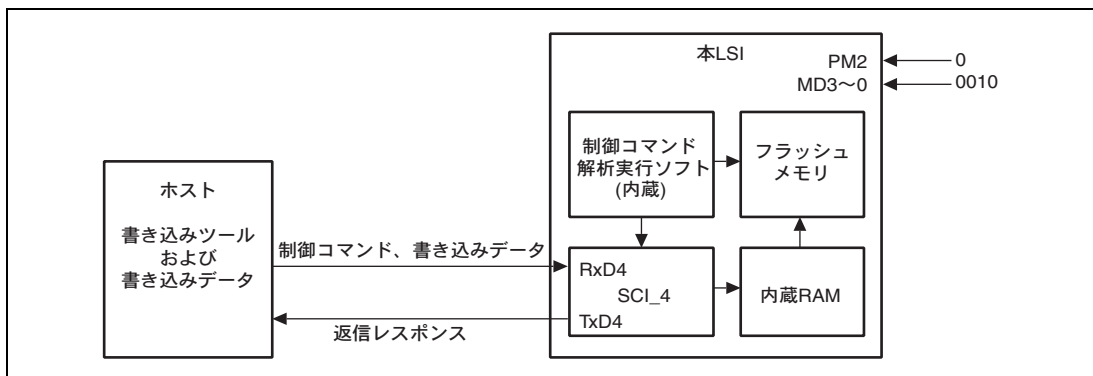 本LSI
PM2
0
MD3～0
0010
制御コマンド
解析実行ソフト
(内蔵)
フラッシュ
メモリ
ホスト
書き込みツール
および
書き込みデータ
制御コマンド、書き込みデータ
返信レスポンス
RxD4
SCI_4
TxD4
内蔵RAM